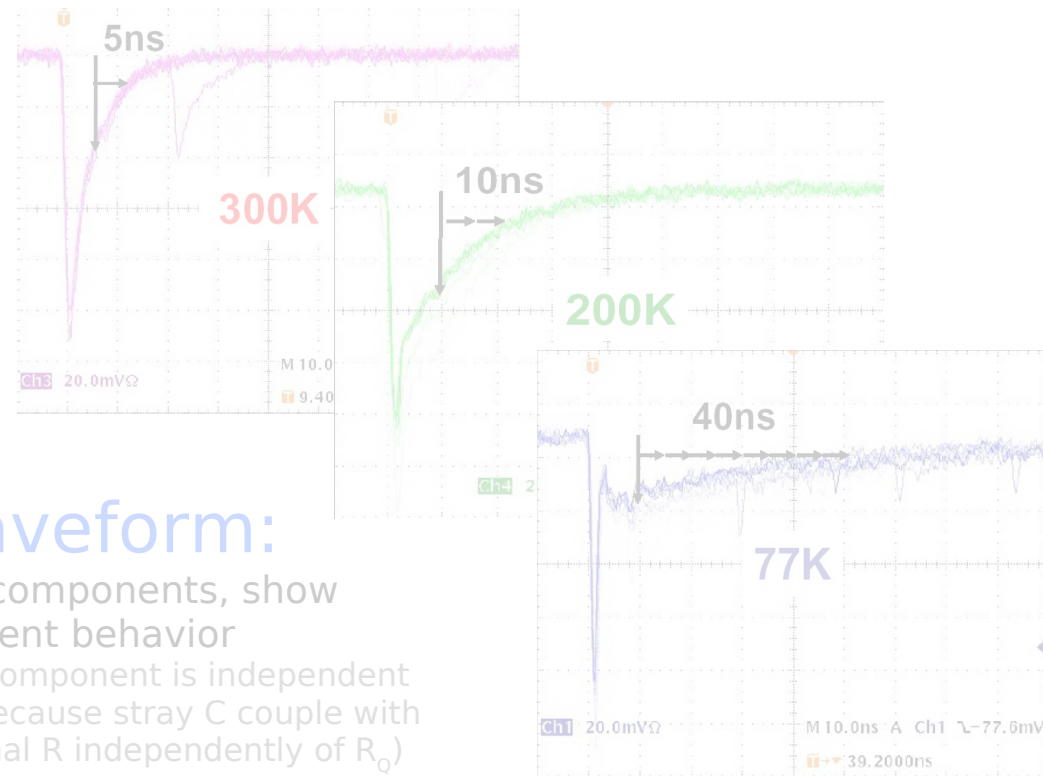 5ns
300K
M 10.0
Ch3 20.0mVΩ
T 9.40
10ns
200K
Ch4 2
40ns
77K
Ch1 20.0mVΩ
M 10.0ns A Ch1 -77.6mV
39.2000ns
aveform:
components, show
ent behavior
omponent is independent
ecause stray C couple with
al R independently of RQ)